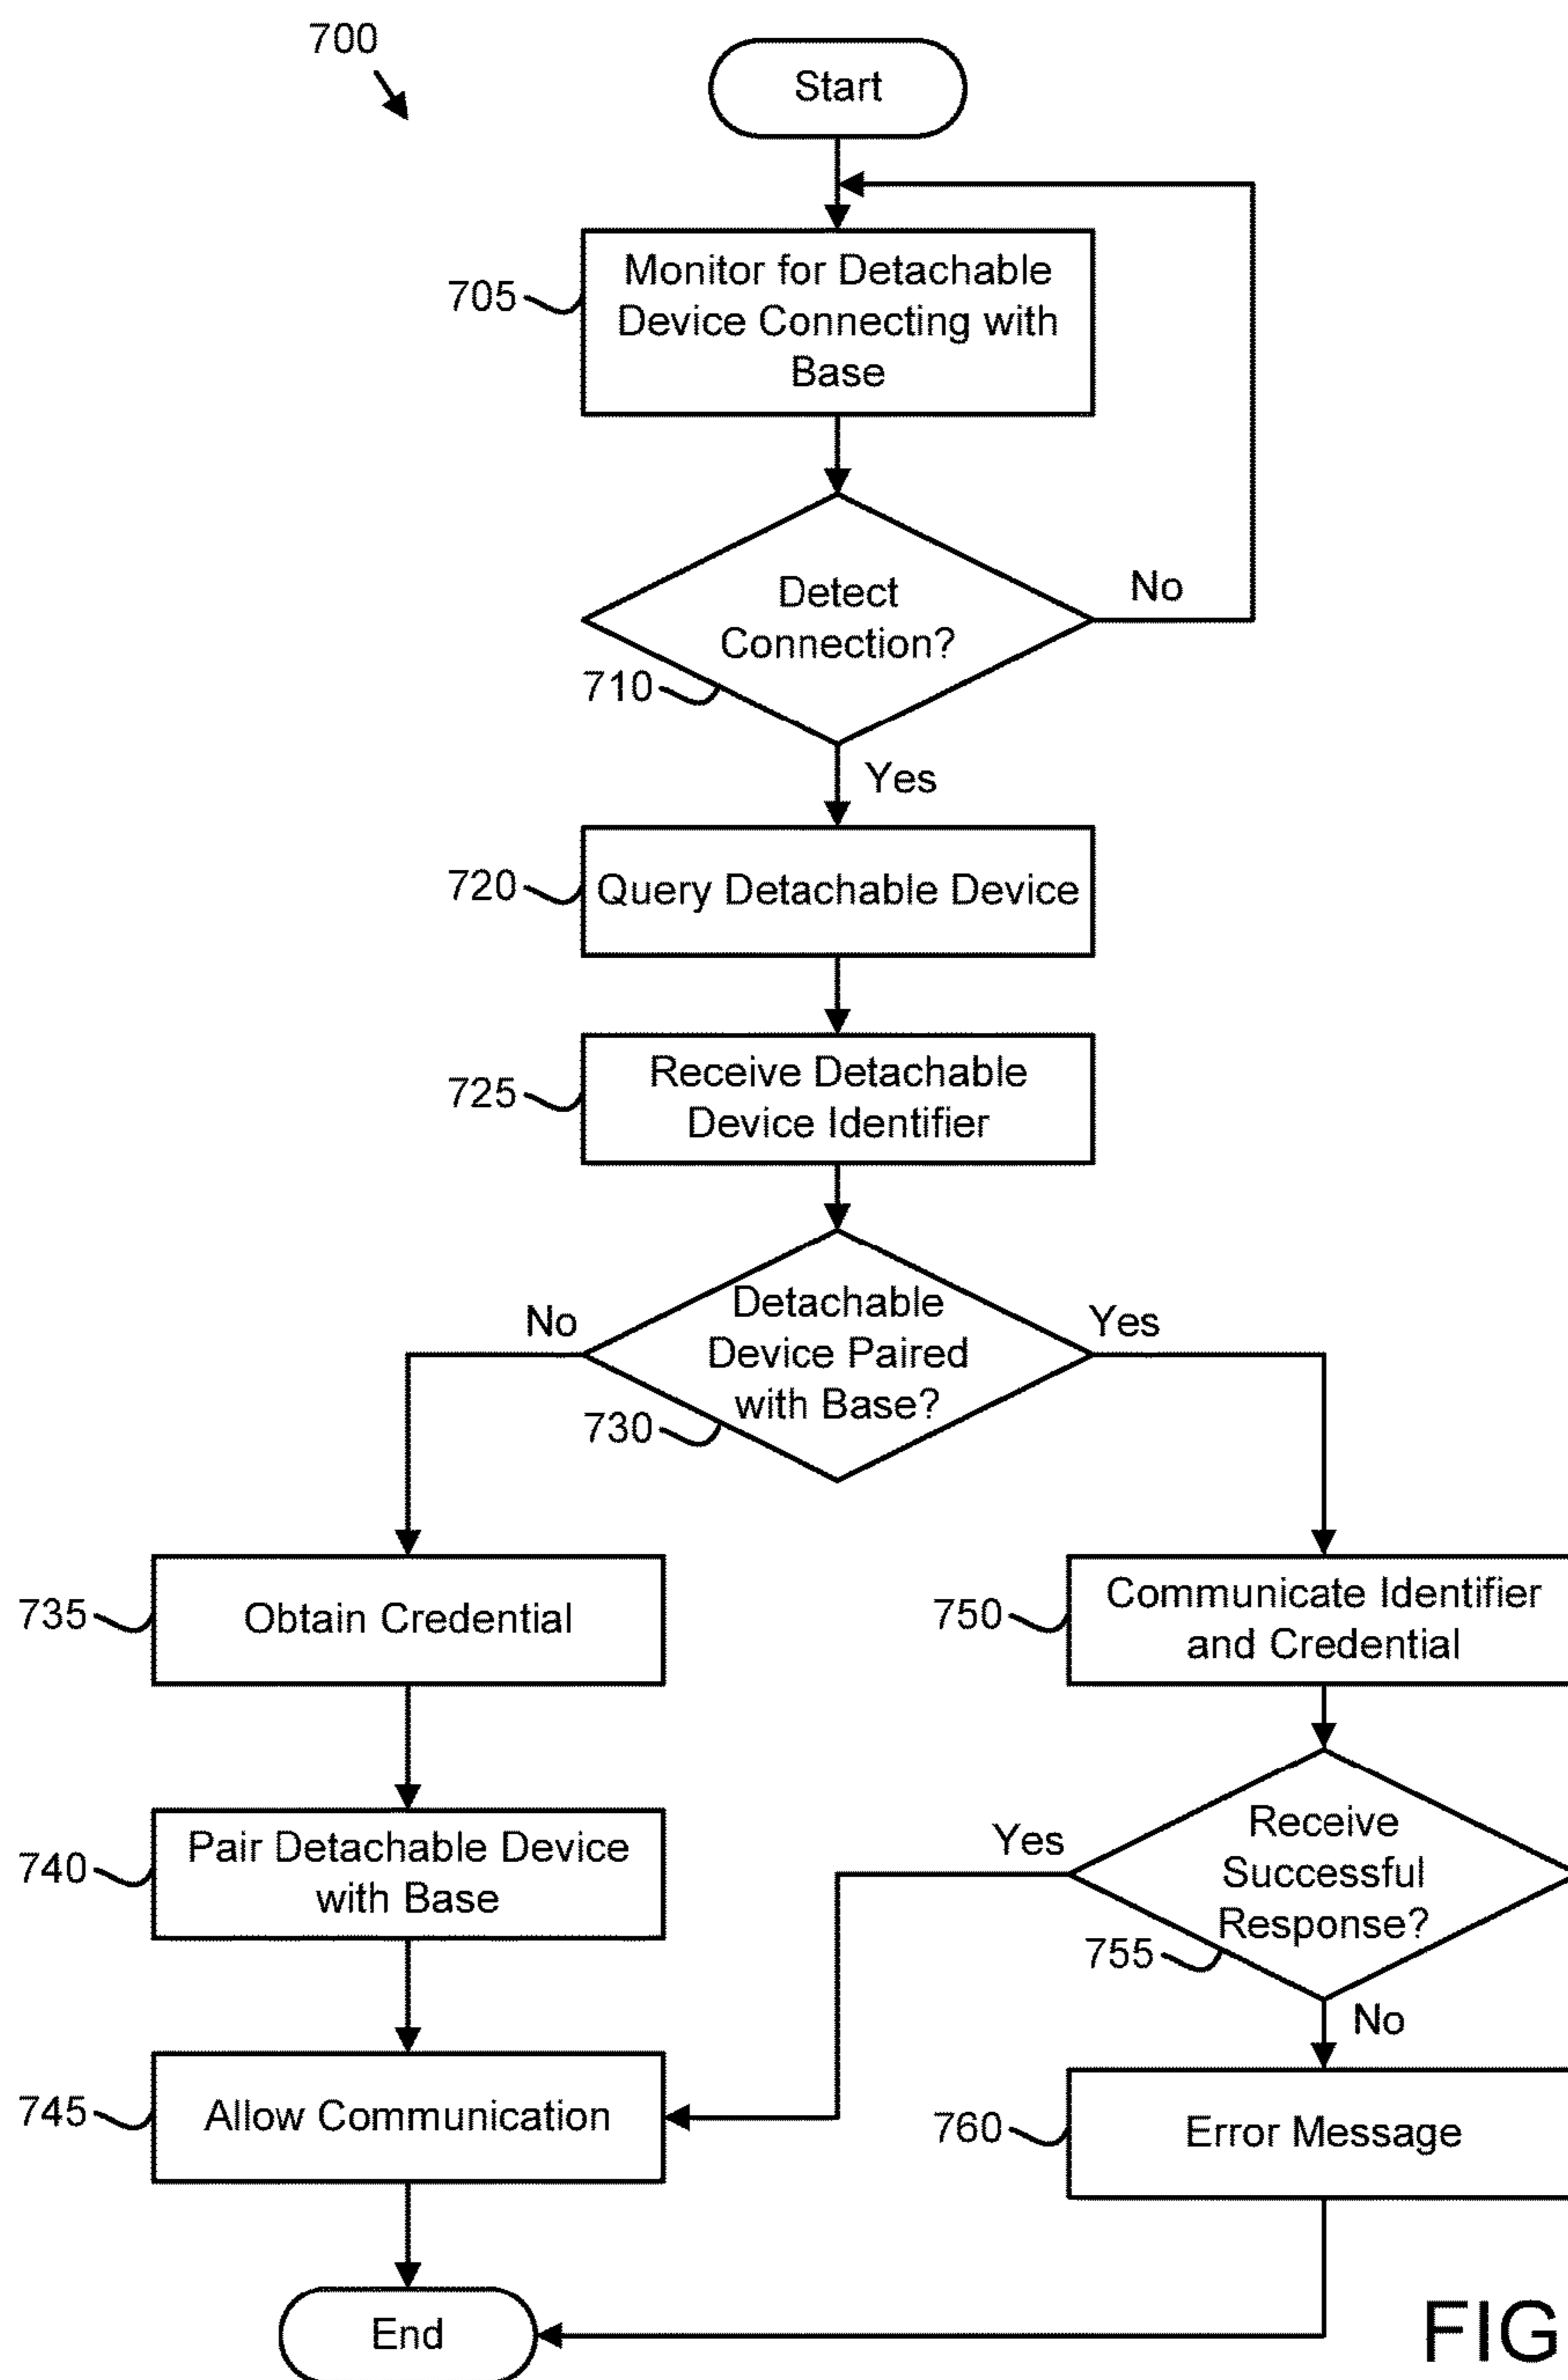 700
Start
705
Monitor for Detachable
Device Connecting with
Base
Detect
Connection?
No
710
Yes
720
Query Detachable Device
725
Receive Detachable
Device Identifier
No
Detachable
Device Paired
with Base?
Yes
730
735
Obtain Credential
750
Communicate Identifier
and Credential
740
Pair Detachable Device
with Base
Yes
Receive
Successful
Response?
755
No
745
Allow Communication
760
Error Message
End
FIG